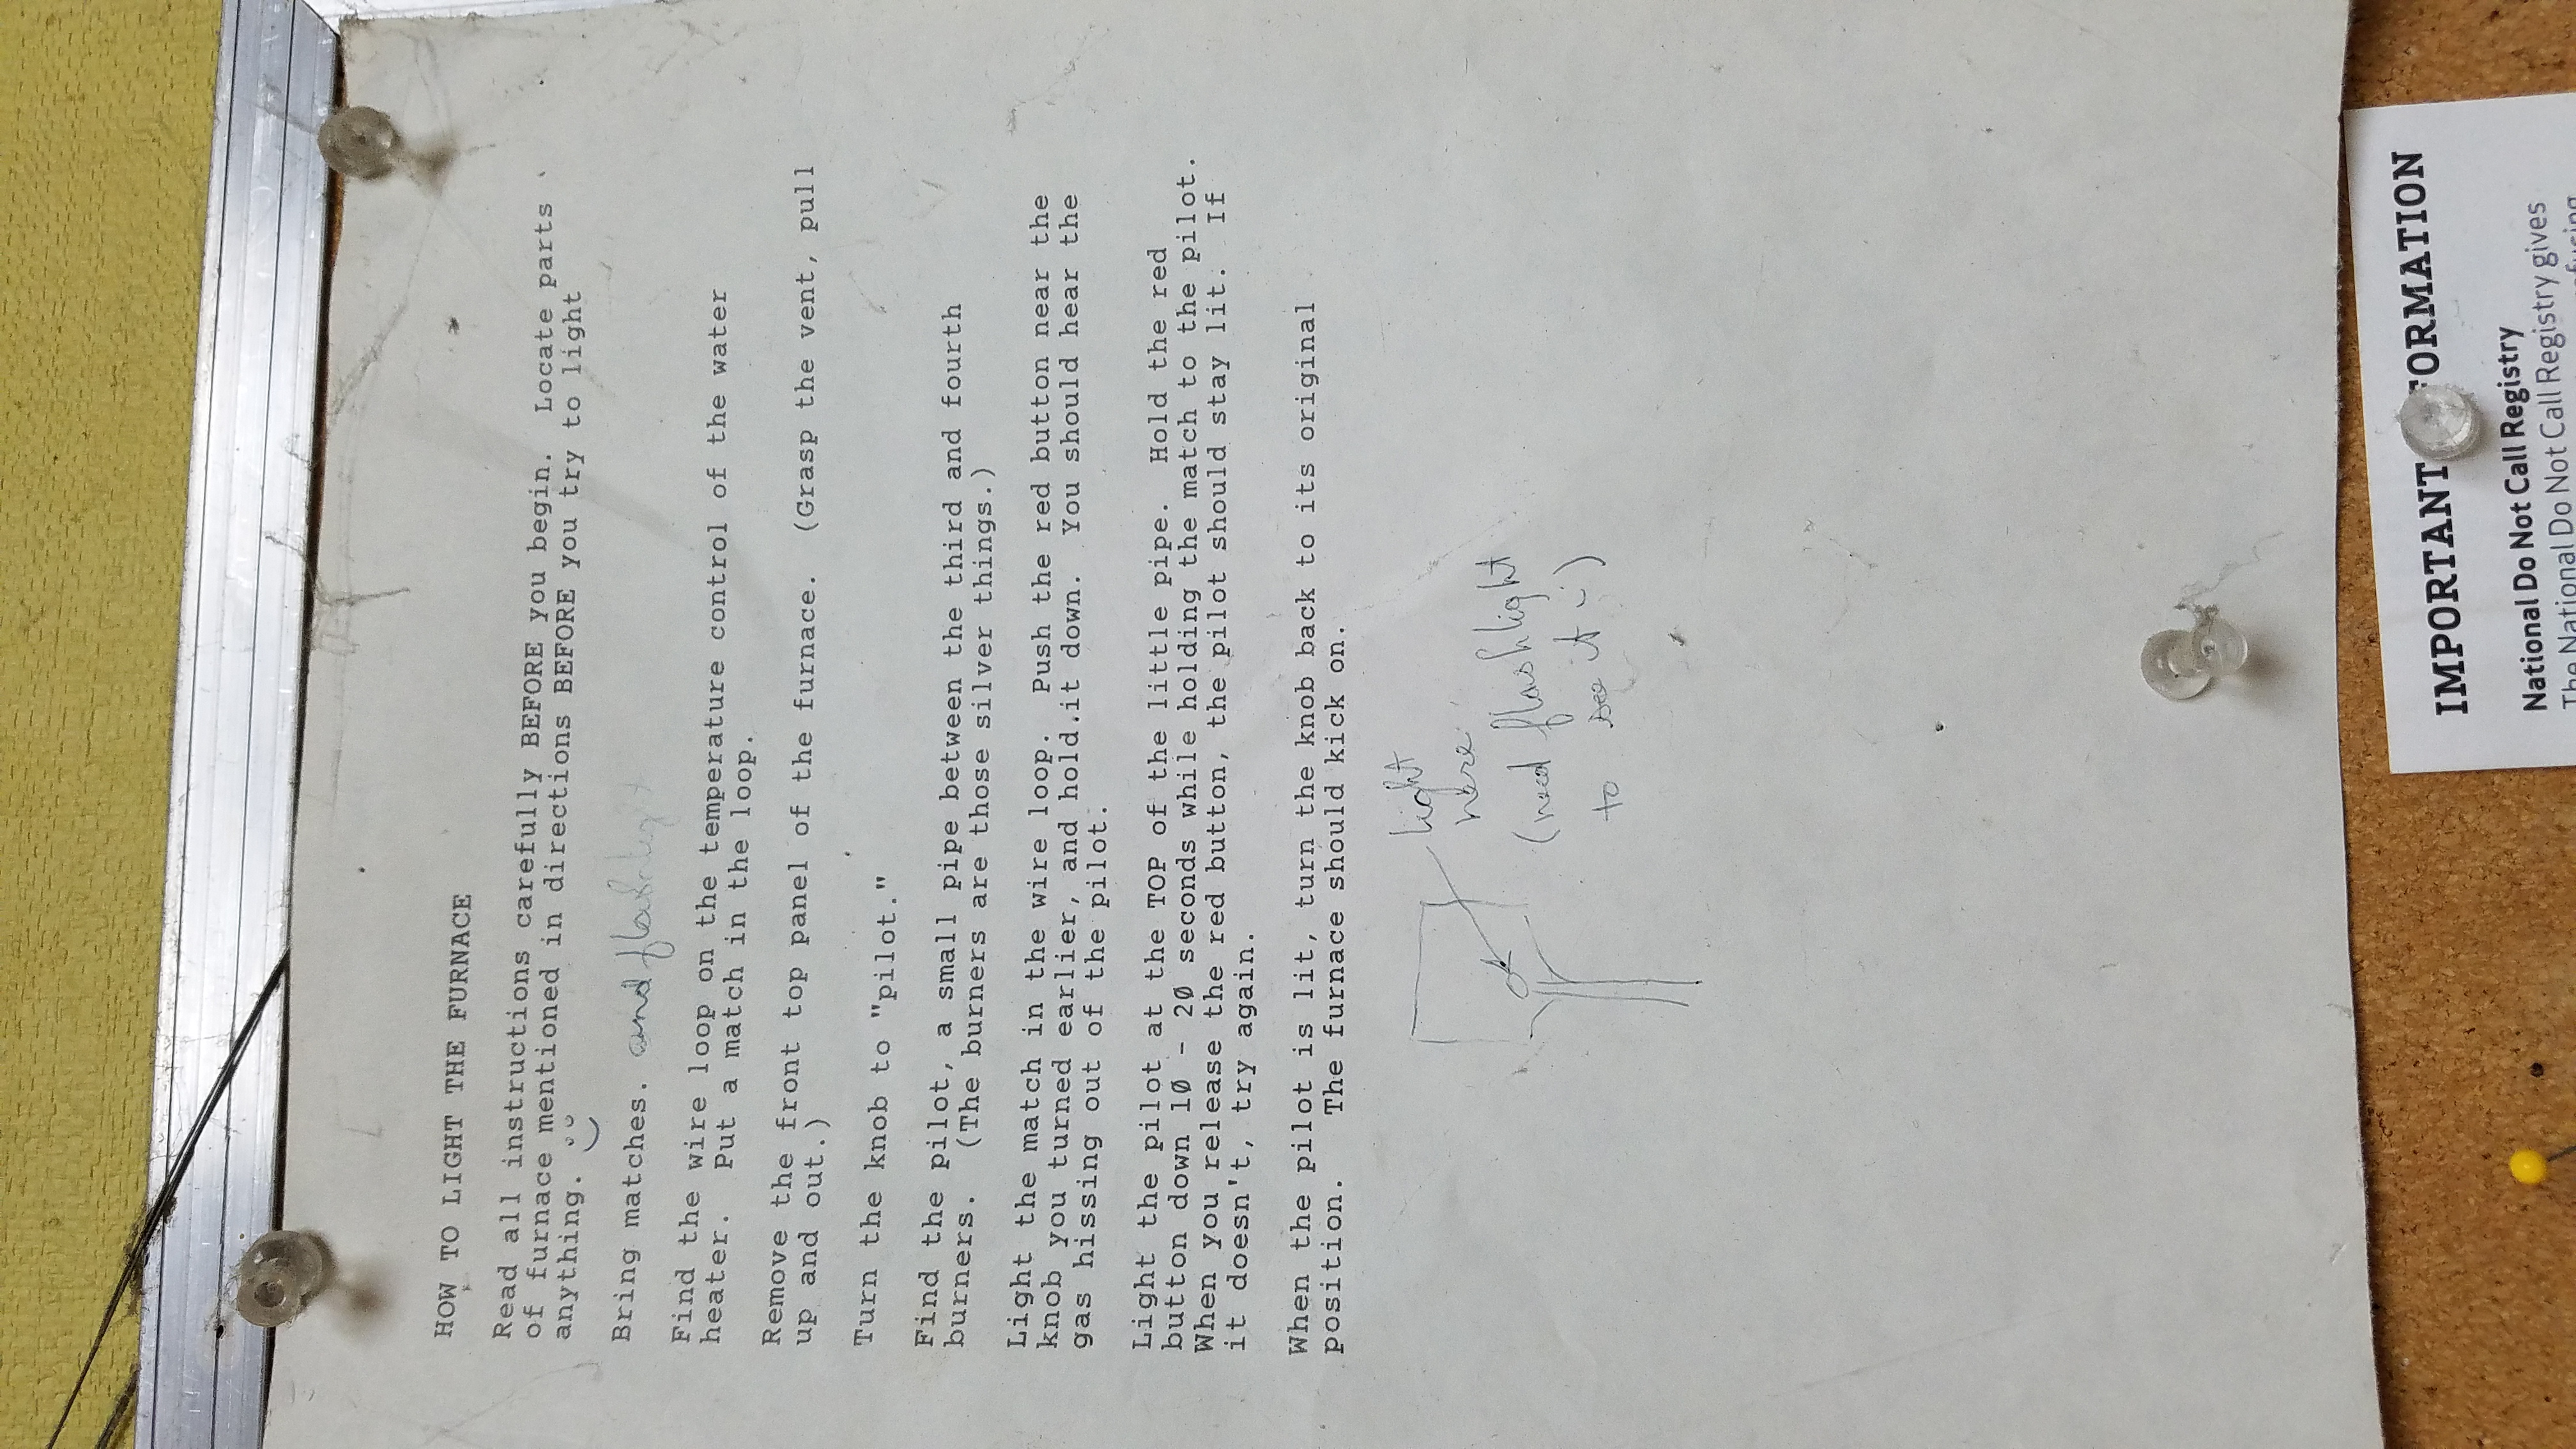 HOW TO LIGHT THE FURNACE
Read all instructions carefully BEFORE you begin. Locate parts
of furnace mentioned in directions BEFORE you try to light
anything.
Bring matches. and flashlight
Find the wire loop on the temperature control of the water
heater. Put a match in the loop.
Remove the front top panel of the furnace. (Grasp the vent, pull
up and out.)
Turn the knob to "pilot."
Find the pilot, a small pipe between the third and fourth
burners. (The burners are those silver things.)
Light the match in the wire loop. Push the red button near the
knob you turned earlier, and hold it down. You should hear the
gas hissing out of the pilot.
Light the pilot at the TOP of the little pipe. Hold the red
button down 10 - 20 seconds while holding the match to the pilot.
When you release the red button, the pilot should stay lit. If
it doesn't, try again.
When the pilot is lit, turn the knob back to its original
position. The furnace should kick on.
light
here
(need flashlight
to see it :-)
IMPORTANT FORMATION
National Do Not Call Registry
The National Do Not Call Registry gives